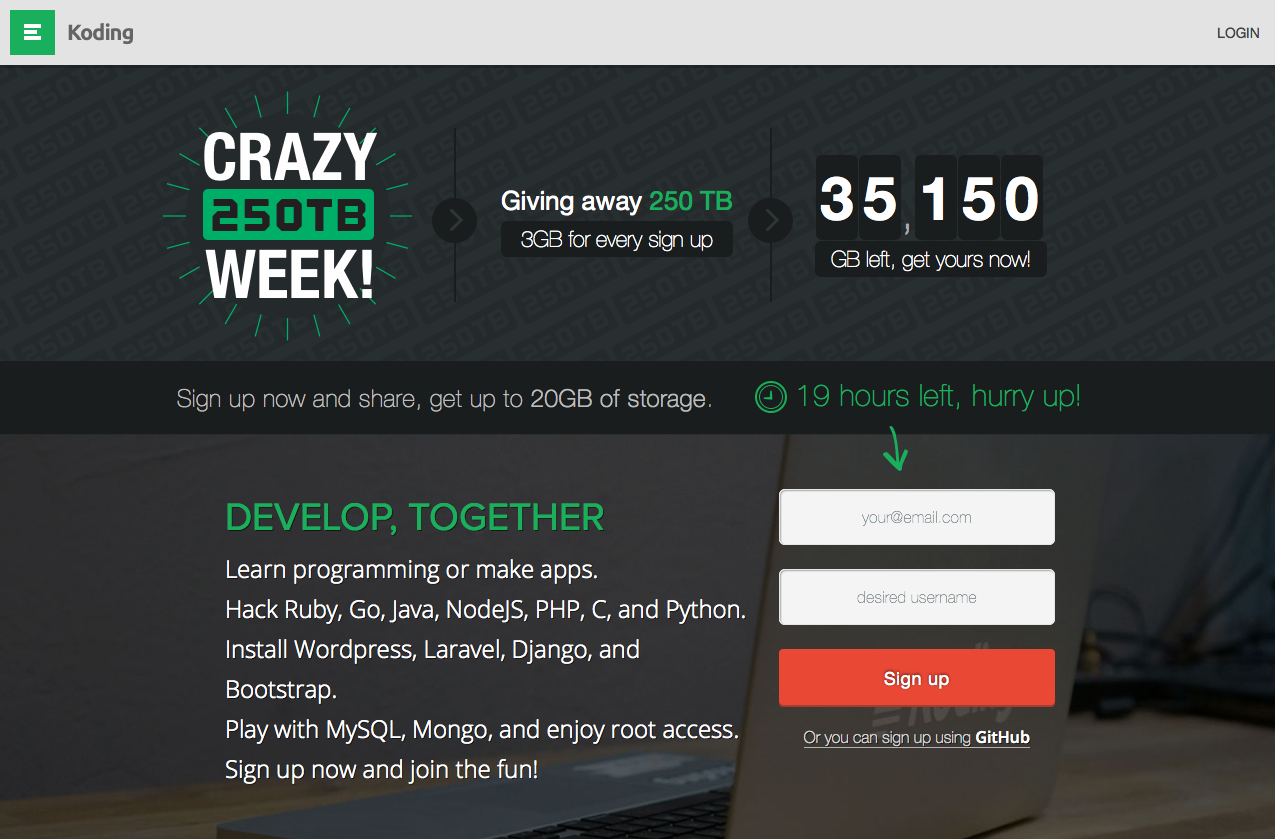 Koding
LOGIN
CRAZY
250TB
WEEK!
Giving away 250 TB
3GB for every sign up
35,150
GB left, get yours now!
Sign up now and share, get up to 20GB of storage.
19 hours left, hurry up!
DEVELOP, TOGETHER
Learn programming or make apps.
Hack Ruby, Go, Java, NodeJS, PHP, C, and Python.
Install Wordpress, Laravel, Django, and
Bootstrap.
Play with MySQL, Mongo, and enjoy root access.
Sign up now and join the fun!
your@email.com
desired username
Sign up
Or you can sign up using GitHub